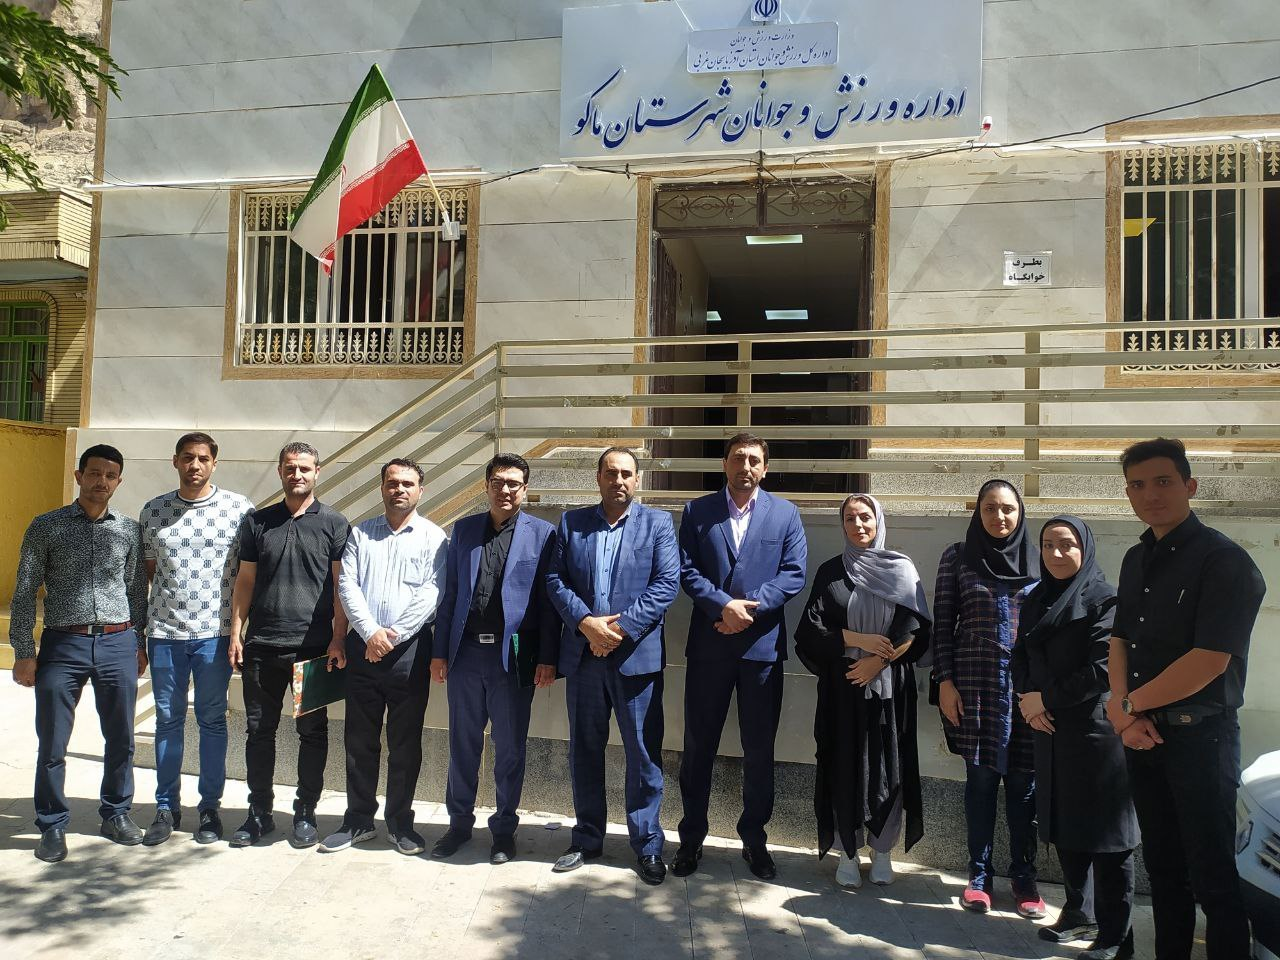 وزارت ورزش و جوانان
اداره کل ورزش و جوانان استان آذربایجان غربی
اداره ورزش و جوانان شهرستان ماکو
بطرف
خوابگاه